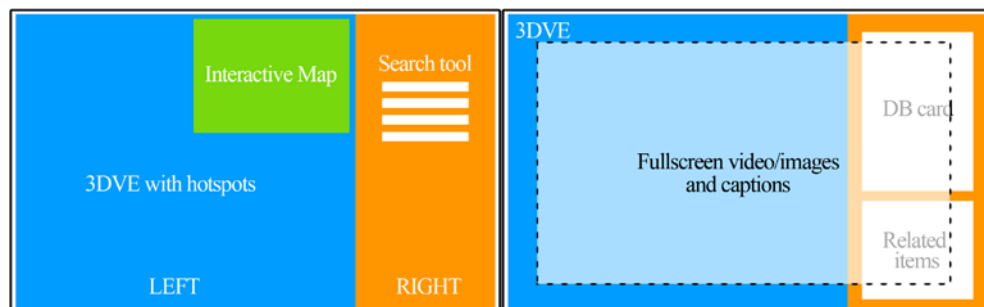 Interactive Map
Search tool
3DVE with hotspots
LEFT
RIGHT
3DVE
DB card
Fullscreen video/images
and captions
Related
items